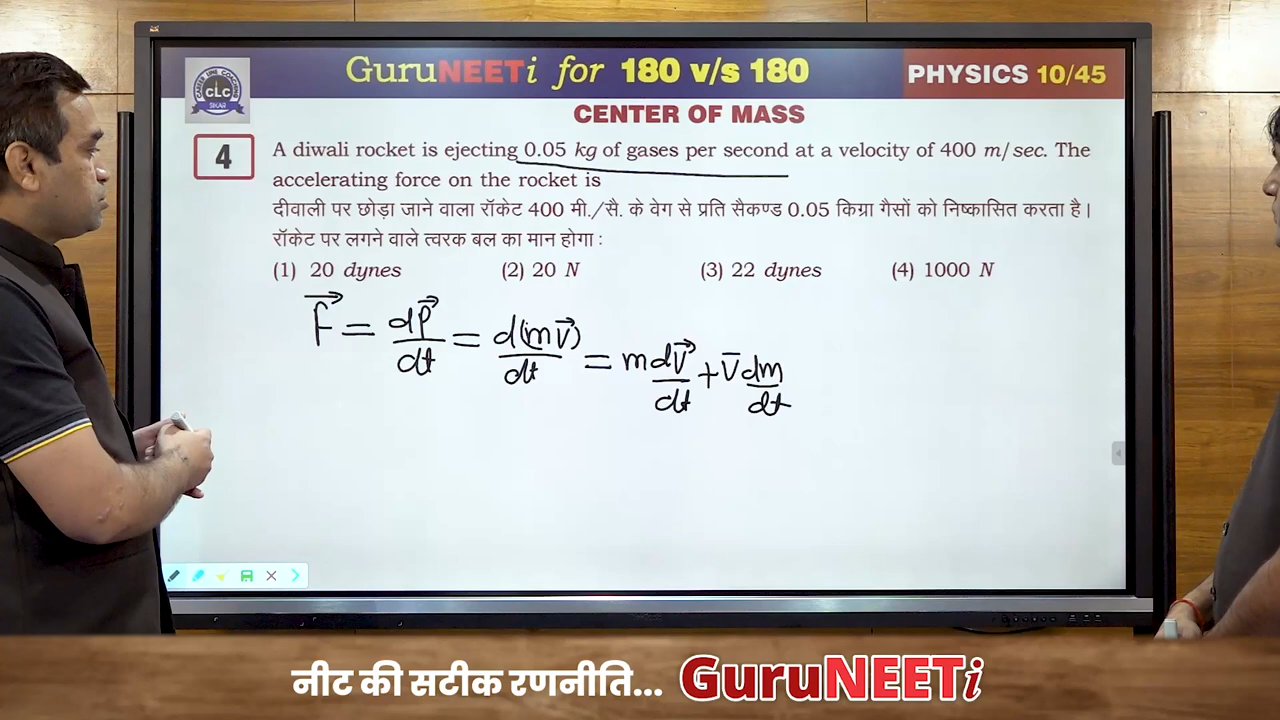 GuruNEETi for 180 v/s 180
PHYSICS 10/45
CLC
SIKAR
CENTER OF MASS
4
A diwali rocket is ejecting 0.05 kg of gases per second at a velocity of 400 m/sec. The
accelerating force on the rocket is
दीवाली पर छोड़ा जाने वाला रॉकेट 400 मी./सै. के वेग से प्रति सैकण्ड 0.05 किग्रा गैसों को निष्कासित करता है।
रॉकेट पर लगने वाले त्वरक बल का मान होगा :
(1) 20 dynes (2) 20 N (3) 22 dynes (4) 1000 N
F⃗ = dP⃗/dt = d(mv⃗)/dt = m dv⃗/dt + v̄ dm/dt
नीट की सटीक रणनीति... GuruNEETi